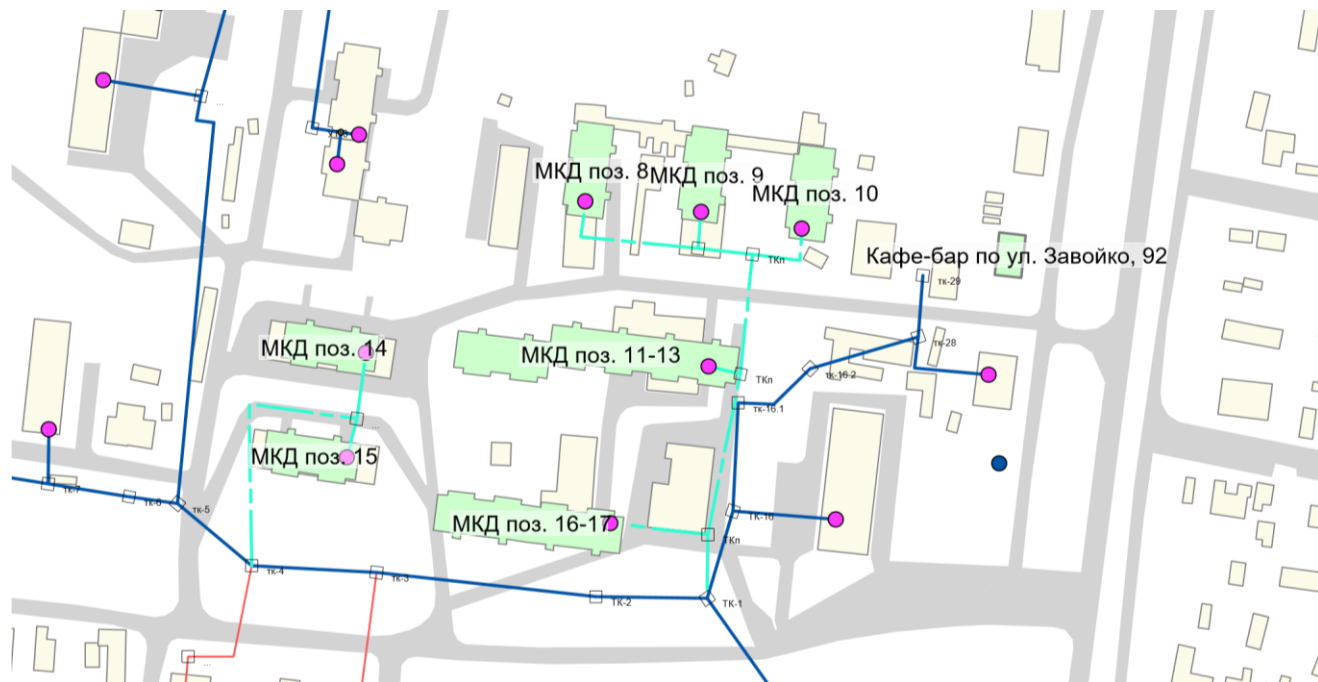 МКД поз. 8
МКД поз. 9
МКД поз. 10
ТКп
Кафе-бар по ул. Завойко, 92
тк-29
тк-28
МКД поз. 14
МКД поз. 11-13
ТКп
тк-16.2
тк-16.1
...
МКД поз. 15
тк-7
тк-6
тк-5
МКД поз. 16-17
ТК-16
ТКп
тк-4
тк-3
ТК-2
ТК-1
...